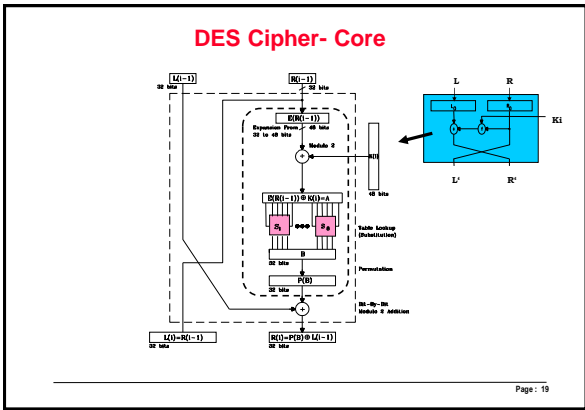 DES Cipher- Core
L(i-1)
32 bits
R(i-1)
32 bits
E(R(i-1))
Expansion From
32 to 48 bits
48 bits
Modulo 2
K(i)
48 bits
E(R(i-1))⊕K(i)=A
S1
S8
Table Lookup
(Substitution)
B
32 bits
Permutation
P(B)
32 bits
Bit-By-Bit
Modulo 2 Addition
L(i)=R(i-1)
32 bits
R(i)=P(B)⊕L(i-1)
32 bits
L
R
Ki
L'
R'
Page : 19